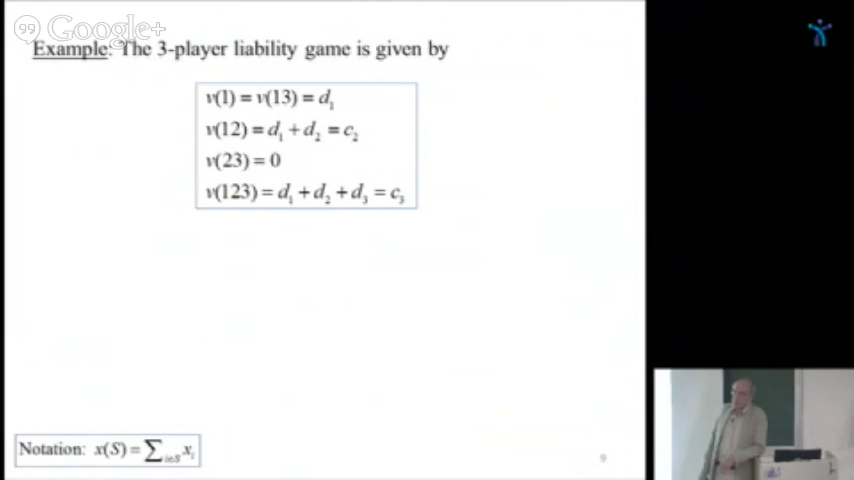 Google+
Example: The 3-player liability game is given by
v(1) = v(13) = d₁
v(12) = d₁ + d₂ = c₂
v(23) = 0
v(123) = d₁ + d₂ + d₃ = c₃
Notation: x(S) = ∑ᵢ∈S xᵢ
9